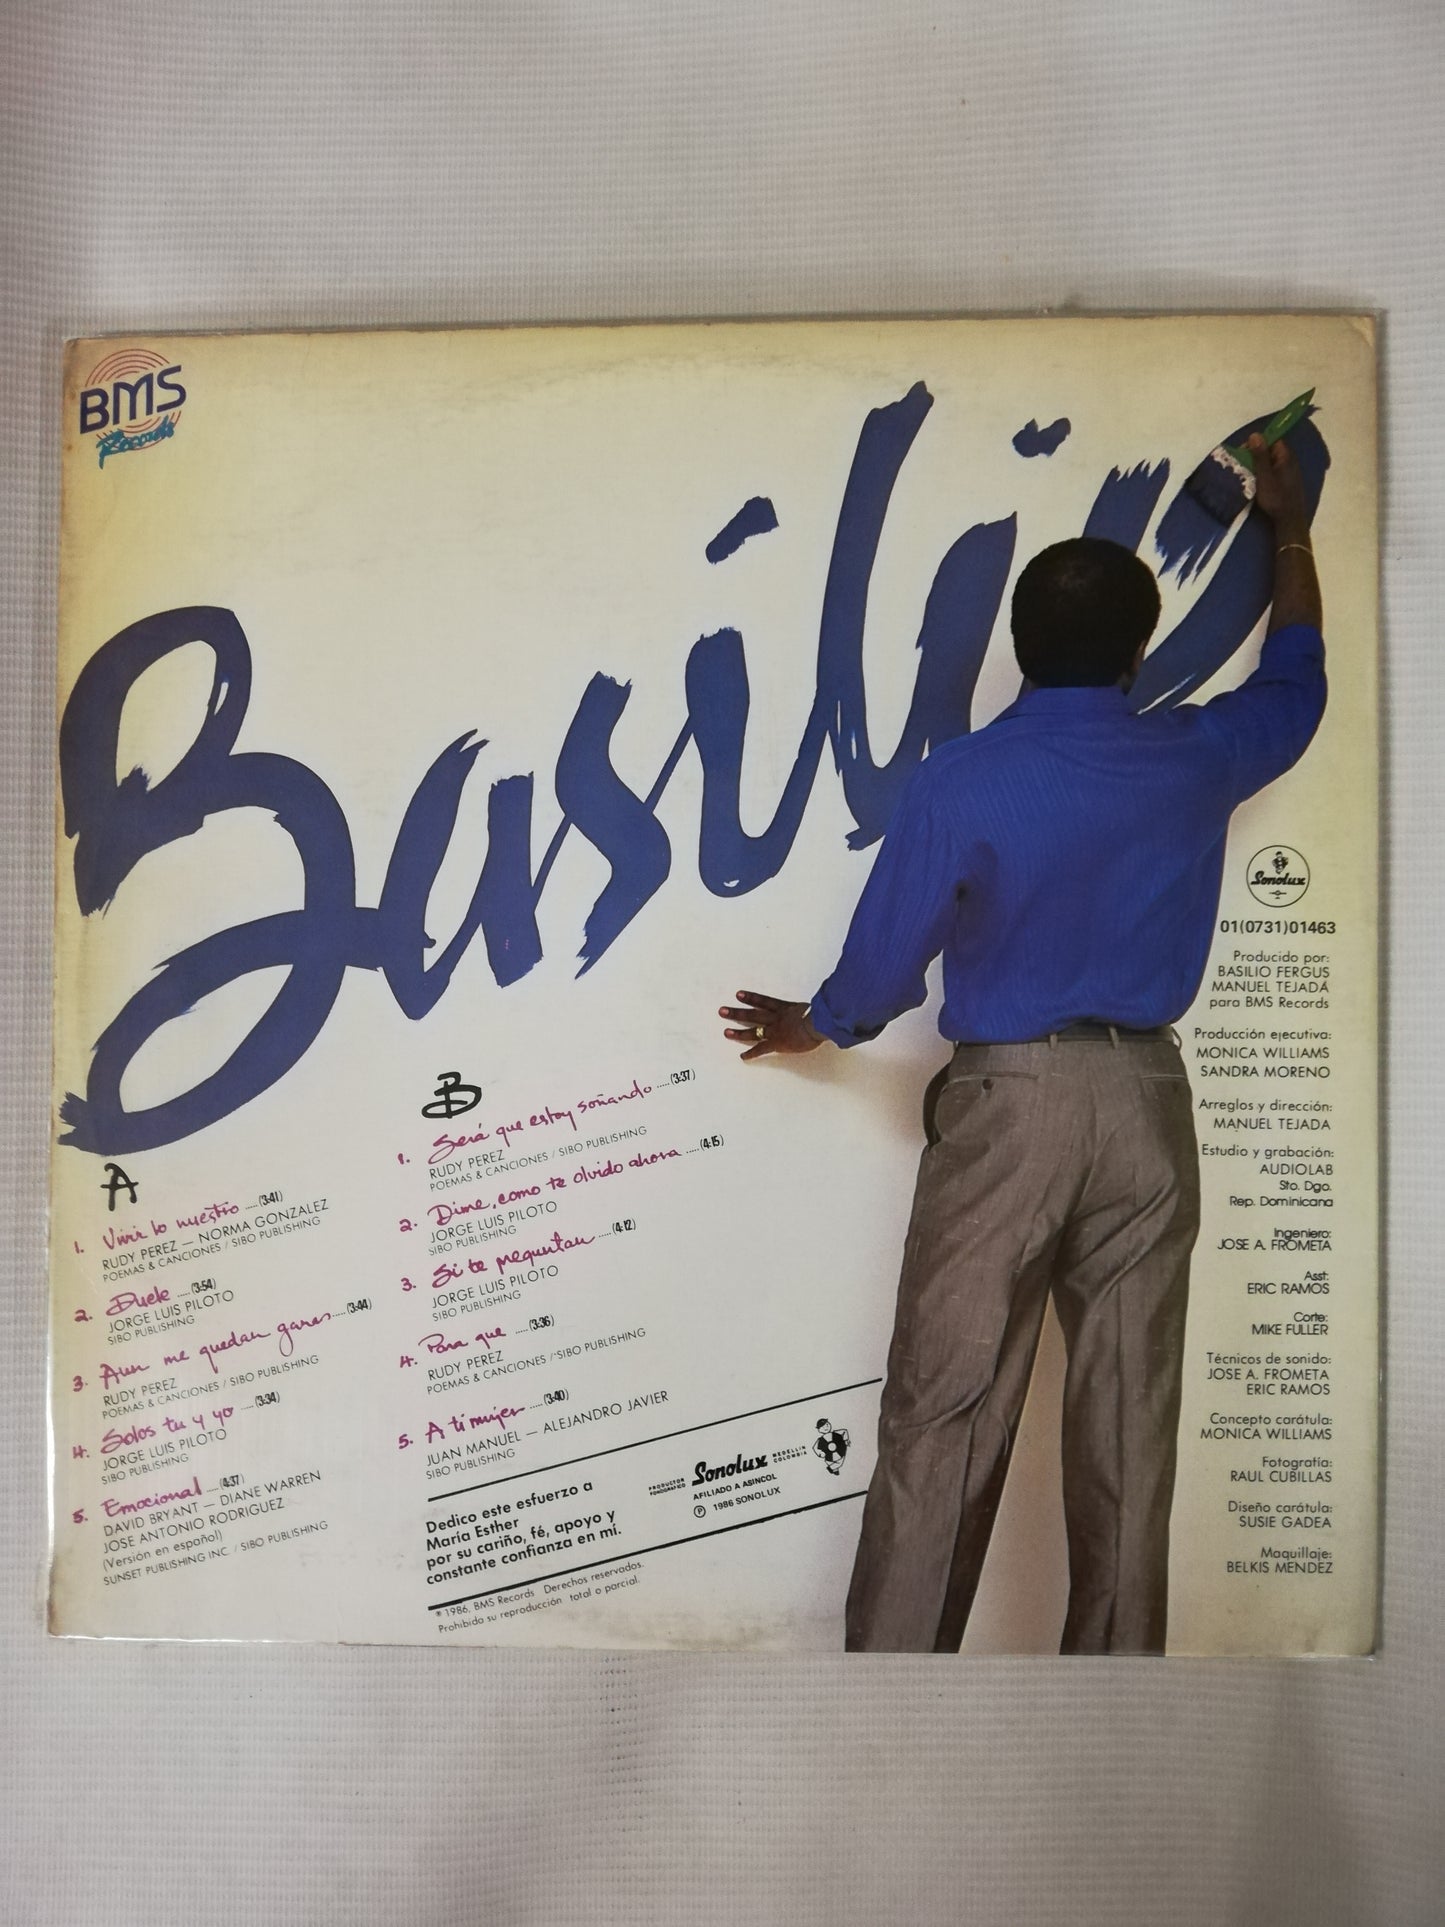 BMS
Records
Basilio
A
1. Vivir lo nuestro .....(3:41)
RUDY PEREZ — NORMA GONZALEZ
POEMAS & CANCIONES / SIBO PUBLISHING
2. Duele .....(3:54)
JORGE LUIS PILOTO
SIBO PUBLISHING
3. Aun me quedan ganas.....(3:44)
RUDY PEREZ
POEMAS & CANCIONES / SIBO PUBLISHING
4. Solos tu y yo .....(3:34)
JORGE LUIS PILOTO
SIBO PUBLISHING
5. Emocional .....(4:37)
DAVID BRYANT — DIANE WARREN
JOSE ANTONIO RODRIGUEZ
(Versión en español)
SUNSET PUBLISHING INC. / SIBO PUBLISHING
B
1. Será que estoy soñando .....(3:37)
RUDY PEREZ
POEMAS & CANCIONES / SIBO PUBLISHING
2. Dime, como te olvido ahora .....(4:15)
JORGE LUIS PILOTO
SIBO PUBLISHING
3. Si te preguntan .....(4:12)
JORGE LUIS PILOTO
SIBO PUBLISHING
4. Para que .....(3:36)
RUDY PEREZ
POEMAS & CANCIONES / SIBO PUBLISHING
5. A ti mujer .....(3:40)
JUAN MANUEL — ALEJANDRO JAVIER
SIBO PUBLISHING
Dedico este esfuerzo a
María Esther
por su cariño, fé, apoyo y
constante confianza en mí.
PRODUCTOR
FONOGRAFICO
Sonolux
MEDELLIN
COLOMBIA
AFILIADO A ASINCOL
Ⓟ 1986 SONOLUX
® 1986, BMS Records Derechos reservados.
Prohibida su reproducción total o parcial.
Sonolux
01(0731)01463
Producido por:
BASILIO FERGUS
MANUEL TEJADA
para BMS Records
Producción ejecutiva:
MONICA WILLIAMS
SANDRA MORENO
Arreglos y dirección:
MANUEL TEJADA
Estudio y grabación:
AUDIOLAB
Sto. Dgo.
Rep. Dominicana
Ingeniero:
JOSE A. FROMETA
Asst:
ERIC RAMOS
Corte:
MIKE FULLER
Técnicos de sonido:
JOSE A. FROMETA
ERIC RAMOS
Concepto carátula:
MONICA WILLIAMS
Fotografía:
RAUL CUBILLAS
Diseño carátula:
SUSIE GADEA
Maquillaje:
BELKIS MENDEZ